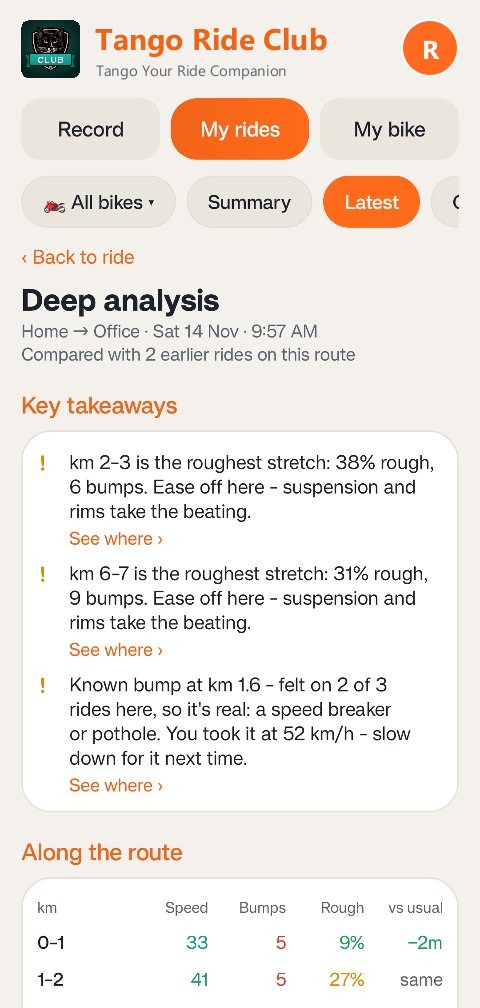 CLUB
Tango Ride Club
Tango Your Ride Companion
R
Record
My rides
My bike
All bikes ▾
Summary
Latest
‹ Back to ride
Deep analysis
Home → Office · Sat 14 Nov · 9:57 AM
Compared with 2 earlier rides on this route
Key takeaways
! km 2–3 is the roughest stretch: 38% rough,
6 bumps. Ease off here – suspension and
rims take the beating.
See where ›
! km 6–7 is the roughest stretch: 31% rough,
9 bumps. Ease off here – suspension and
rims take the beating.
See where ›
! Known bump at km 1.6 – felt on 2 of 3
rides here, so it's real: a speed breaker
or pothole. You took it at 52 km/h – slow
down for it next time.
See where ›
Along the route
km Speed Bumps Rough vs usual
0–1 33 5 9% −2m
1–2 41 5 27% same